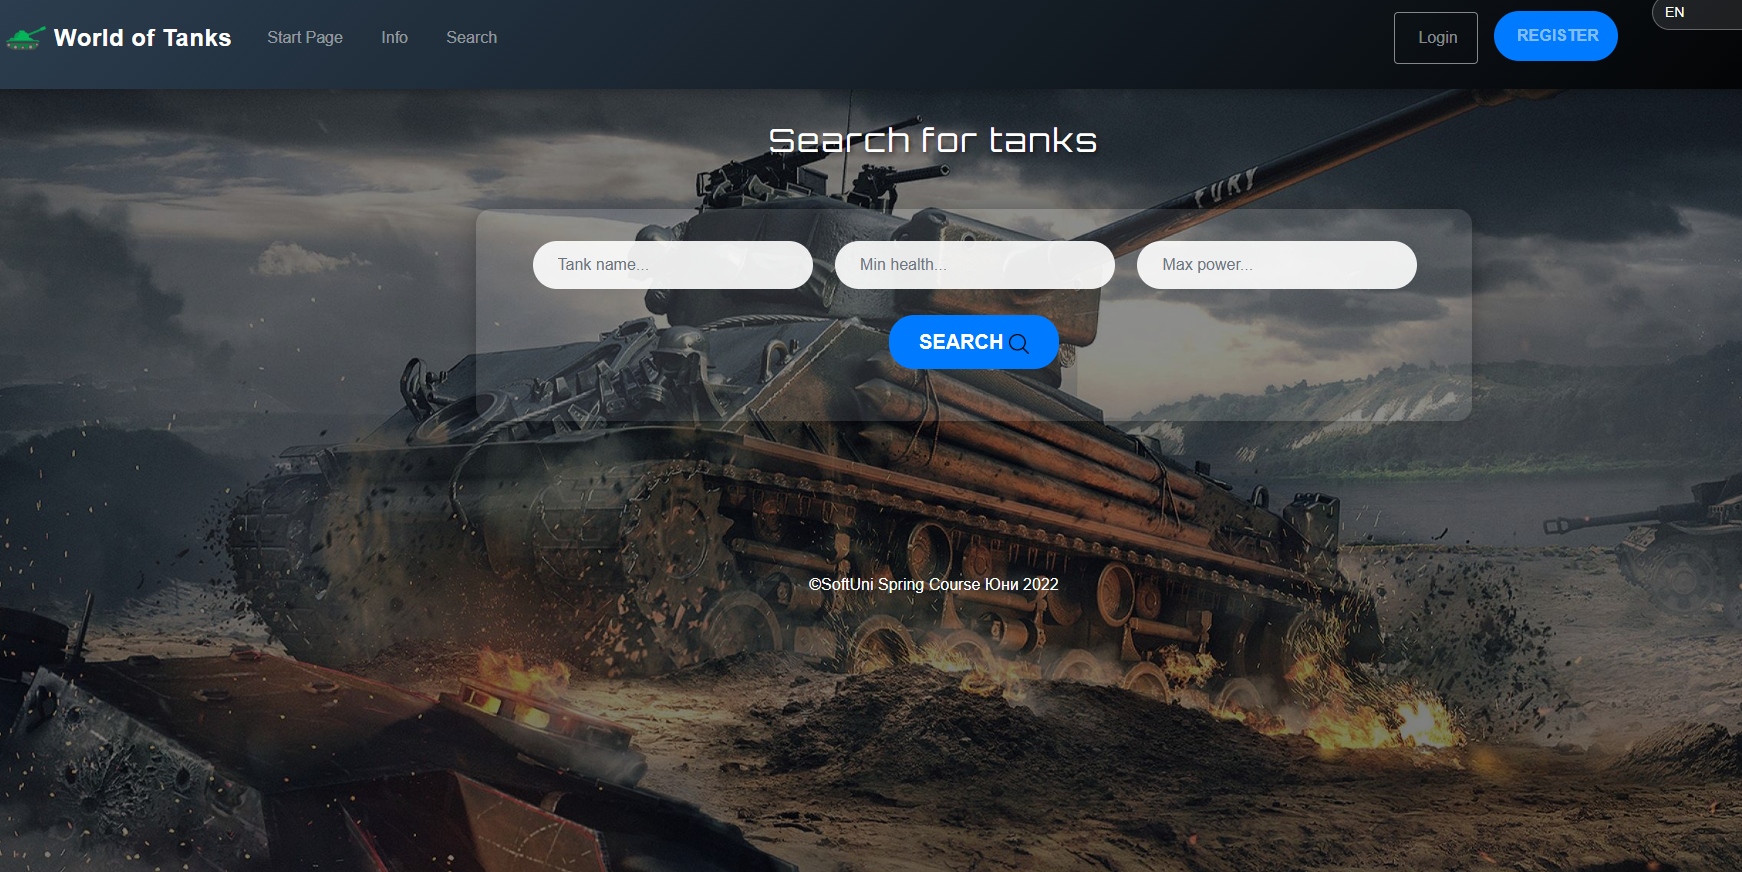 World of Tanks
Start Page
Info
Search
Login
REGISTER
EN
Search for tanks
FURY
Tank name...
Min health...
Max power...
SEARCH
©SoftUni Spring Course Юни 2022